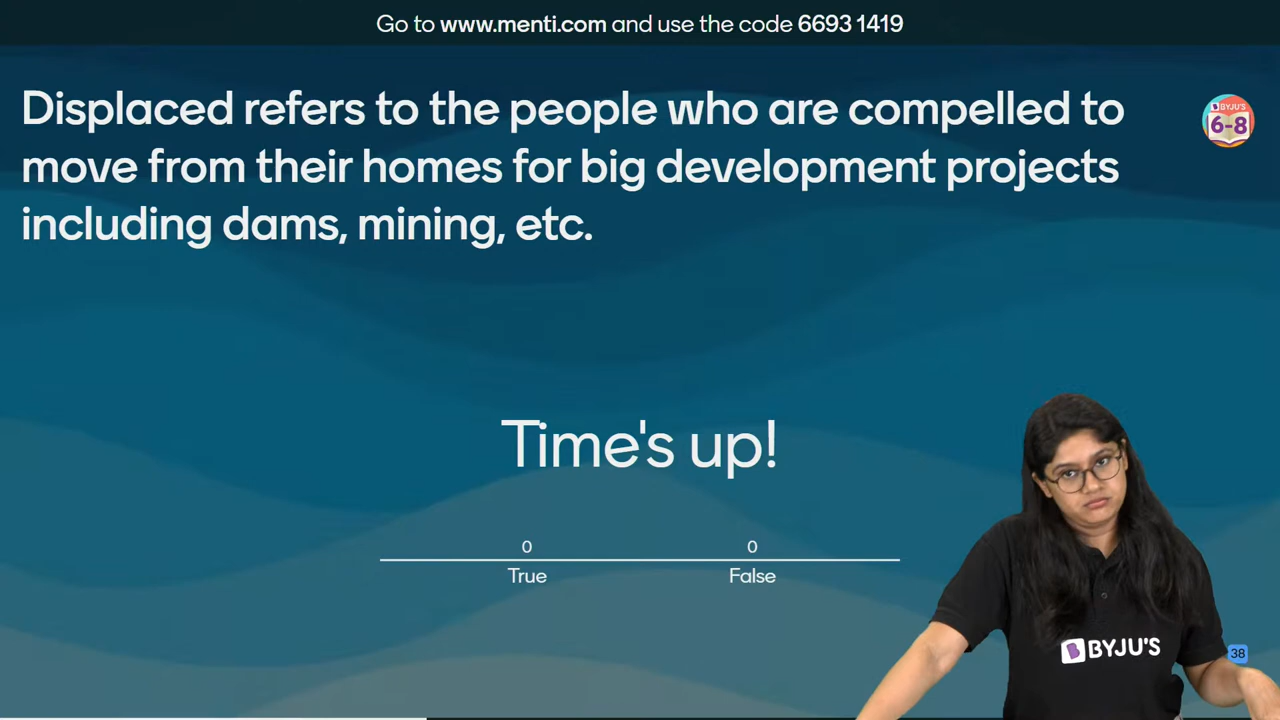 Go to www.menti.com and use the code 6693 1419
Displaced refers to the people who are compelled to
move from their homes for big development projects
including dams, mining, etc.
BYJU'S
6-8
Time's up!
0 0
True False
BYJU'S
38